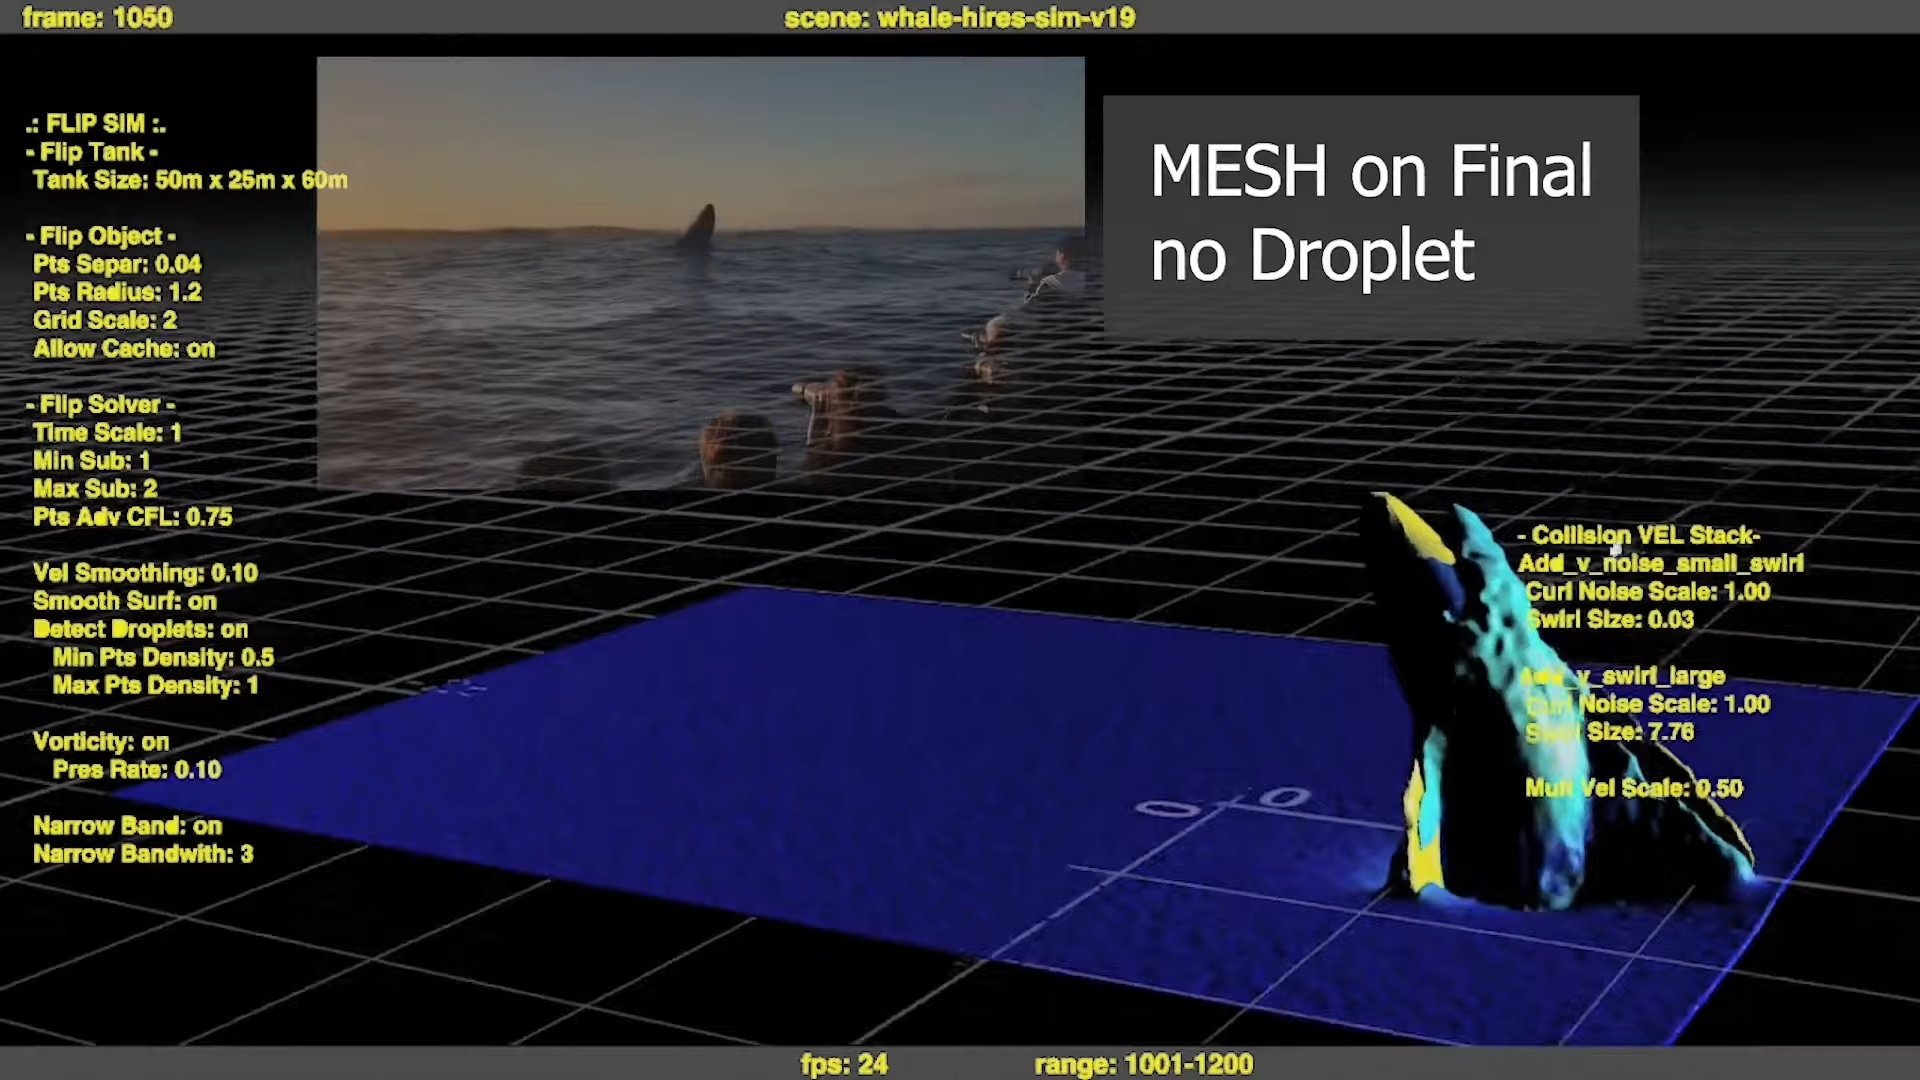 frame: 1050
scene: whale-hires-sim-v19
.: FLIP SIM :.
- Flip Tank -
Tank Size: 50m x 25m x 60m
- Flip Object -
Pts Separ: 0.04
Pts Radius: 1.2
Grid Scale: 2
Allow Cache: on
- Flip Solver -
Time Scale: 1
Min Sub: 1
Max Sub: 2
Pts Adv CFL: 0.75
Vel Smoothing: 0.10
Smooth Surf: on
Detect Droplets: on
Min Pts Density: 0.5
Max Pts Density: 1
Vorticity: on
Pres Rate: 0.10
Narrow Band: on
Narrow Bandwith: 3
MESH on Final
no Droplet
- Collision VEL Stack-
Add_v_noise_small_swirl
Curl Noise Scale: 1.00
Swirl Size: 0.03
Add_v_swirl_large
Curl Noise Scale: 1.00
Swirl Size: 7.76
Mult Vel Scale: 0.50
0 0
fps: 24
range: 1001-1200